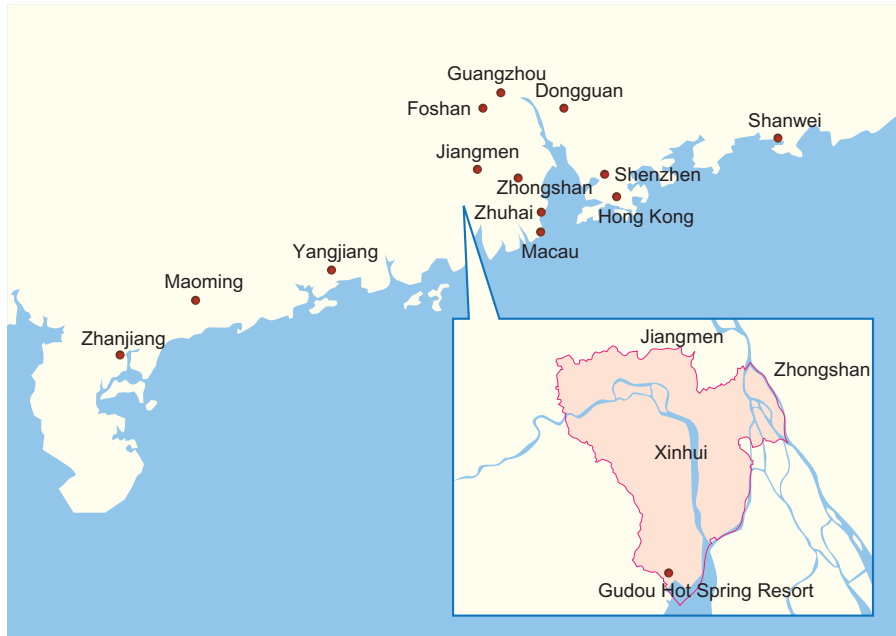 Guangzhou
Dongguan
Foshan
Shanwei
Jiangmen
Shenzhen
Zhongshan
Zhuhai
Hong Kong
Macau
Yangjiang
Maoming
Zhanjiang
Jiangmen
Zhongshan
Xinhui
Gudou Hot Spring Resort